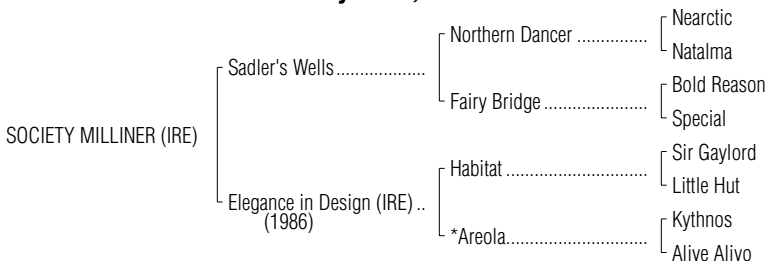 Nearctic
Northern Dancer ...............
Natalma
Sadler's Wells...................
Bold Reason
Fairy Bridge ......................
Special
SOCIETY MILLINER (IRE)
Sir Gaylord
Habitat ..............................
Little Hut
Elegance in Design (IRE) ..
(1986)
Kythnos
*Areola..............................
Alive Alivo